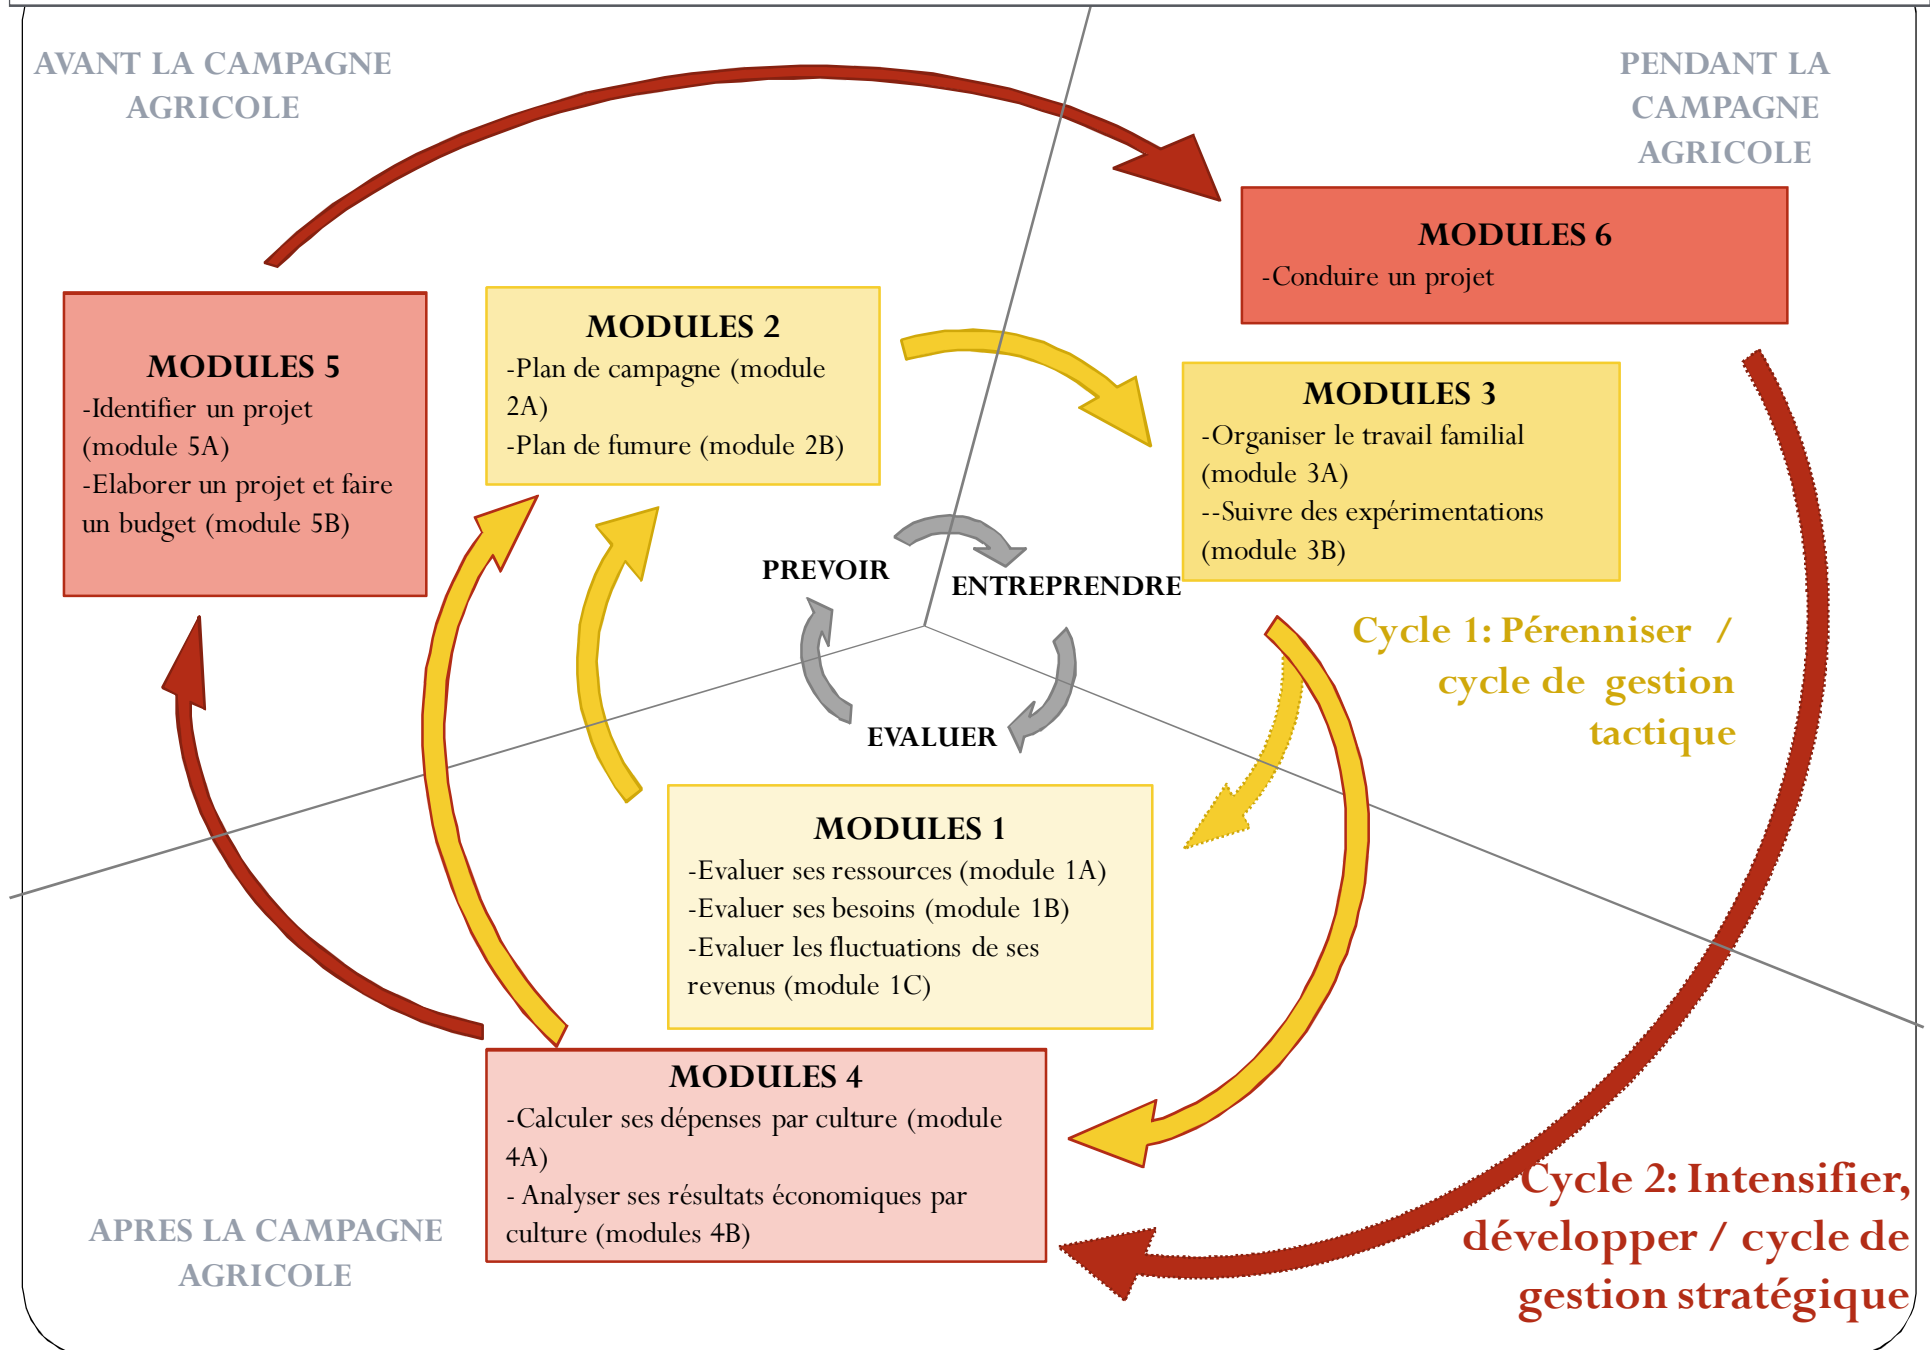 AVANT LA CAMPAGNE
AGRICOLE
PENDANT LA
CAMPAGNE
AGRICOLE
MODULES 6
-Conduire un projet
MODULES 5
-Identifier un projet
(module 5A)
-Elaborer un projet et faire
un budget (module 5B)
MODULES 2
-Plan de campagne (module
2A)
-Plan de fumure (module 2B)
MODULES 3
-Organiser le travail familial
(module 3A)
--Suivre des expérimentations
(module 3B)
PREVOIR
ENTREPRENDRE
EVALUER
Cycle 1: Pérenniser /
cycle de gestion
tactique
MODULES 1
-Evaluer ses ressources (module 1A)
-Evaluer ses besoins (module 1B)
-Evaluer les fluctuations de ses
revenus (module 1C)
MODULES 4
-Calculer ses dépenses par culture (module
4A)
- Analyser ses résultats économiques par
culture (modules 4B)
APRES LA CAMPAGNE
AGRICOLE
Cycle 2: Intensifier,
développer / cycle de
gestion stratégique